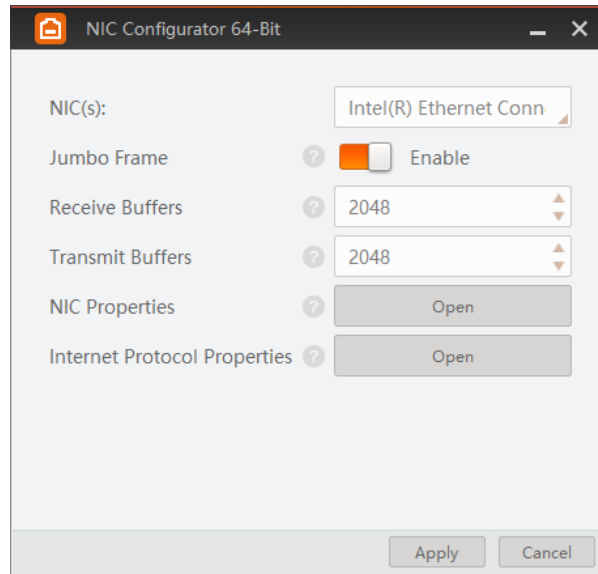 NIC Configurator 64-Bit
NIC(s): Intel(R) Ethernet Conn
Jumbo Frame ? Enable
Receive Buffers ? 2048
Transmit Buffers ? 2048
NIC Properties ? Open
Internet Protocol Properties ? Open
Apply Cancel